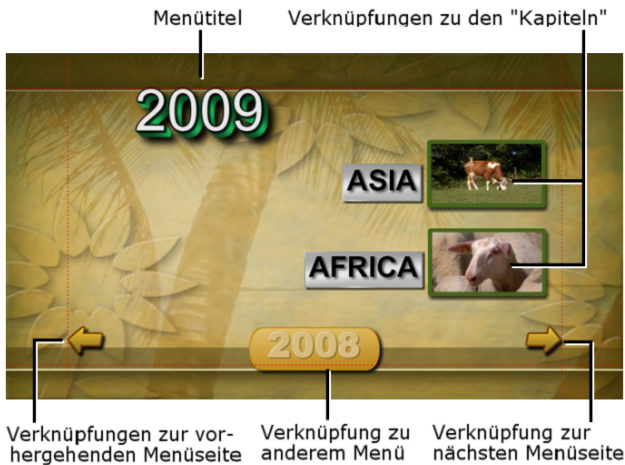 Menütitel
Verknüpfungen zu den "Kapiteln"
2009
ASIA
AFRICA
2008
Verknüpfungen zur vor-
hergehenden Menüseite
Verknüpfung zu
anderem Menü
Verknüpfung zur
nächsten Menüseite